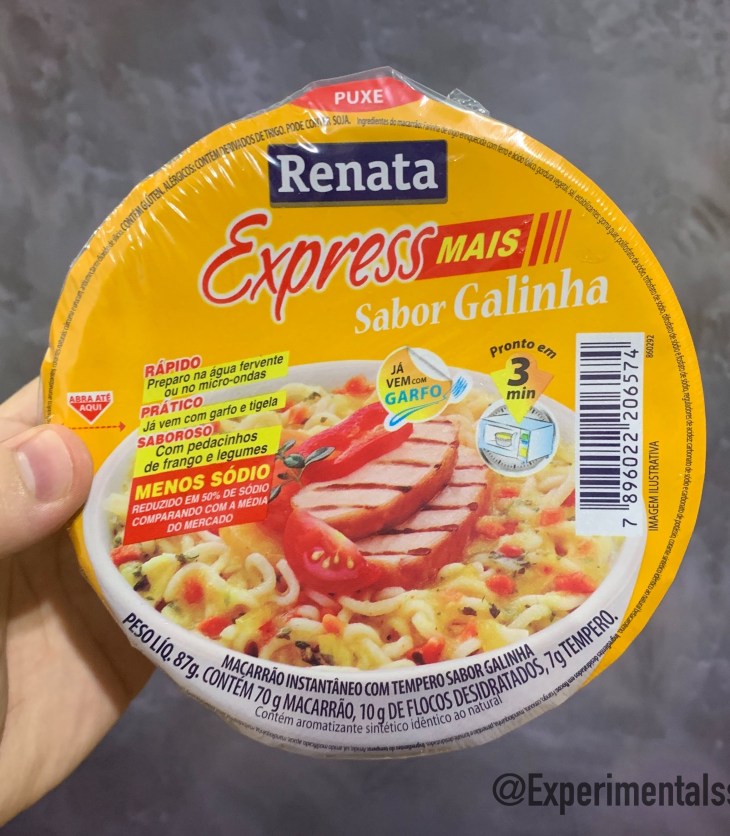 PUXE
CONTÉM GLÚTEN. ALÉRGICOS: CONTÉM DERIVADOS DE TRIGO. PODE CONTER SOJA.
Renata
Express MAIS
Sabor Galinha
RÁPIDO
Preparo na água fervente
ou no micro-ondas
PRÁTICO
Já vem com garfo e tigela
SABOROSO
Com pedacinhos
de frango e legumes
MENOS SÓDIO
REDUZIDO EM 50% DE SÓDIO
COMPARANDO COM A MÉDIA
DO MERCADO
ABRA ATÉ
AQUI
JÁ
VEM COM
GARFO
Pronto em
3
min
7 896022 206574
860292
IMAGEM ILUSTRATIVA
MACARRÃO INSTANTÂNEO COM TEMPERO SABOR GALINHA
PESO LÍQ. 87g. CONTÉM 70 g MACARRÃO, 10 g DE FLOCOS DESIDRATADOS, 7g TEMPERO.
Contém aromatizante sintético idêntico ao natural
@Experimentalss